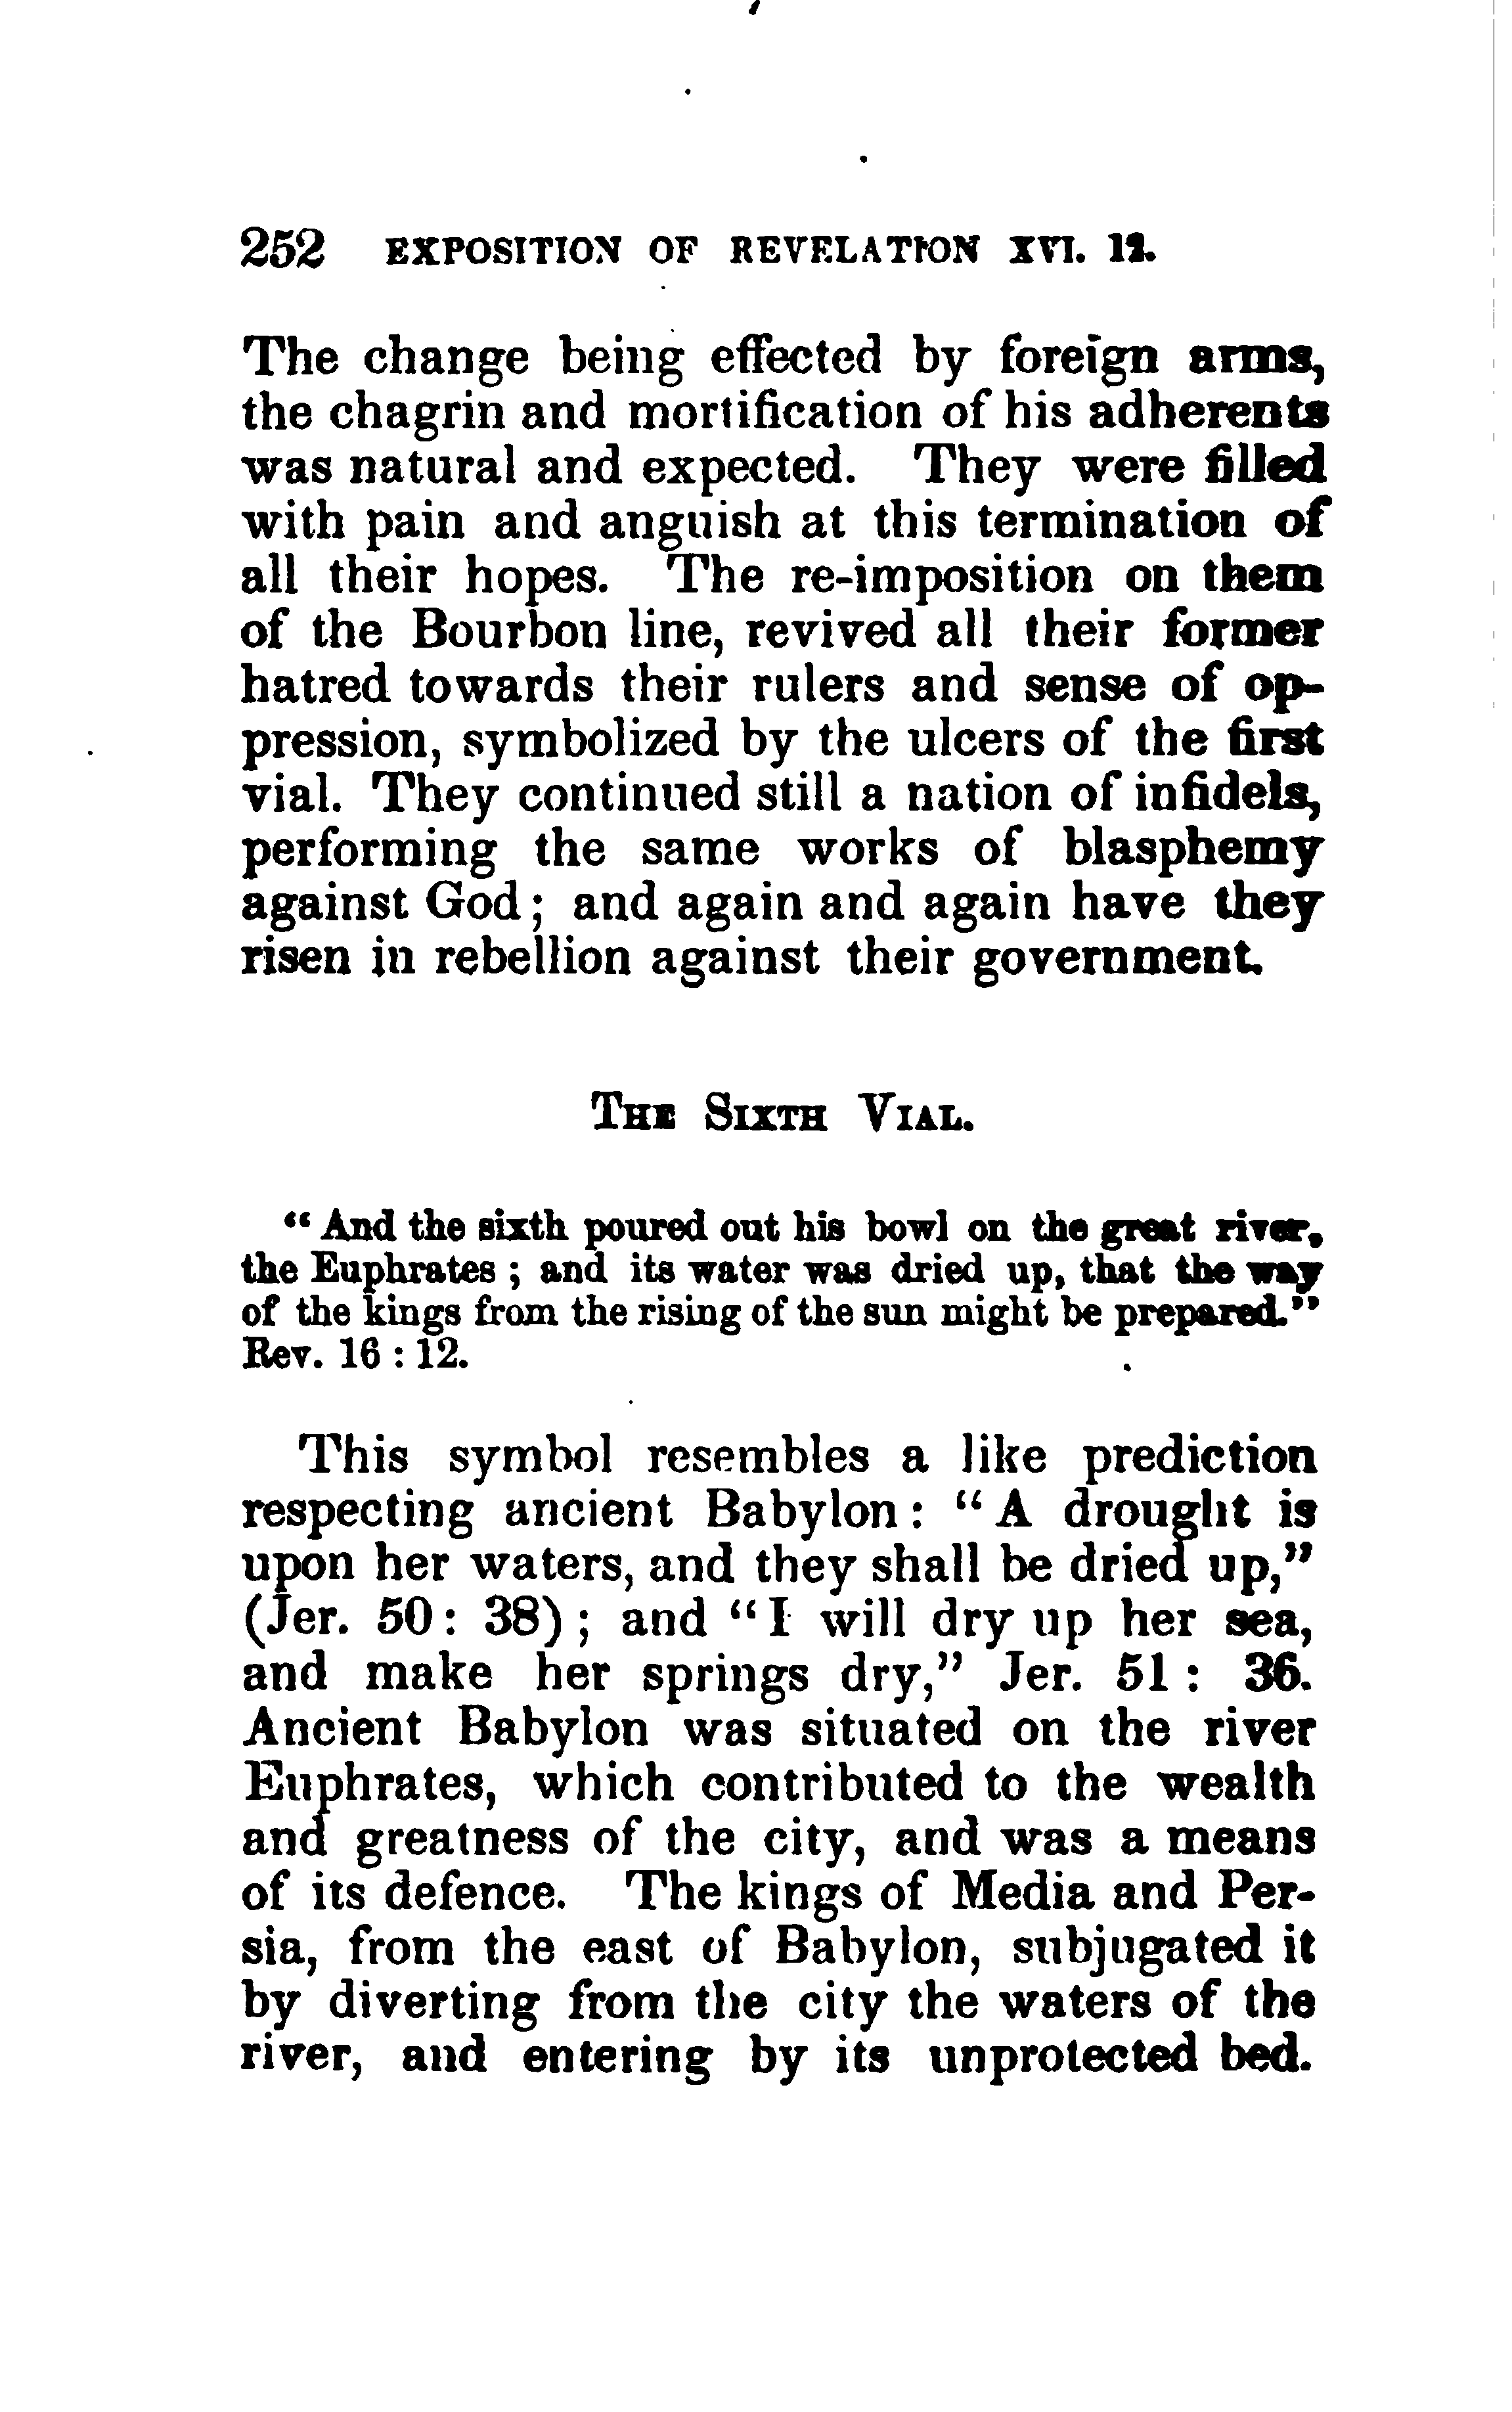 252 EXPOSITION OF REVELATION XVI. 12.
The change being effected by foreign arms,
the chagrin and mortification of his adherents
was natural and expected. They were filled
with pain and anguish at this termination of
all their hopes. The re-imposition on them
of the Bourbon line, revived all their former
hatred towards their rulers and sense of op-
pression, symbolized by the ulcers of the first
vial. They continued still a nation of infidels,
performing the same works of blasphemy
against God; and again and again have they
risen in rebellion against their government.
THE SIXTH VIAL.
"And the sixth poured out his bowl on the great river,
the Euphrates; and its water was dried up, that the way
of the kings from the rising of the sun might be prepared."
Rev. 16 : 12.
This symbol resembles a like prediction
respecting ancient Babylon: "A drought is
upon her waters, and they shall be dried up,"
(Jer. 50: 38); and "I will dry up her sea,
and make her springs dry," Jer. 51 : 36.
Ancient Babylon was situated on the river
Euphrates, which contributed to the wealth
and greatness of the city, and was a means
of its defence. The kings of Media and Per-
sia, from the east of Babylon, subjugated it
by diverting from the city the waters of the
river, and entering by its unprotected bed.